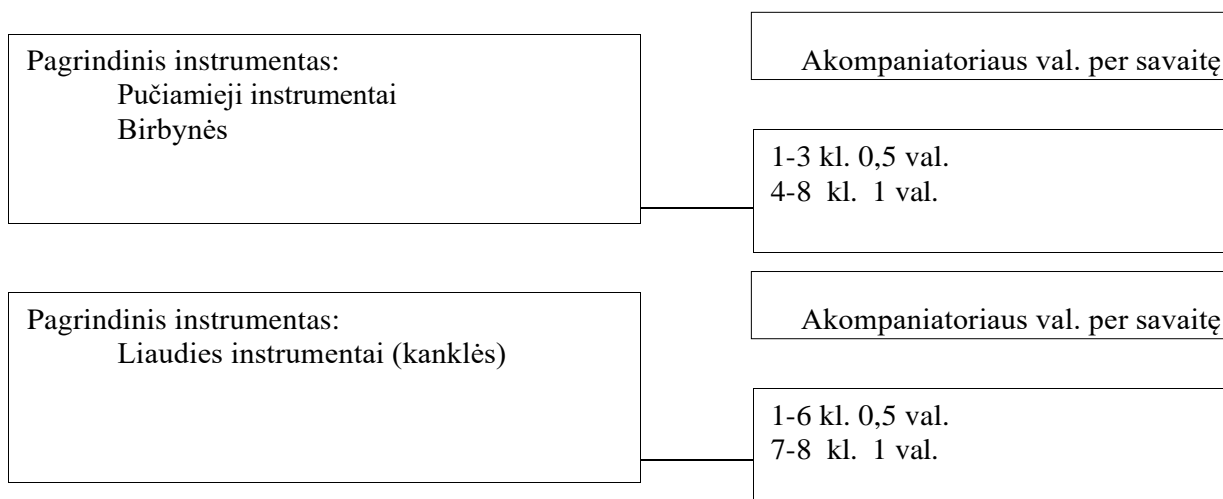 Pagrindinis instrumentas:
Pučiamieji instrumentai
Birbynės
Akompaniatoriaus val. per savaitę
1-3 kl. 0,5 val.
4-8 kl. 1 val.
Pagrindinis instrumentas:
Liaudies instrumentai (kanklės)
Akompaniatoriaus val. per savaitę
1-6 kl. 0,5 val.
7-8 kl. 1 val.